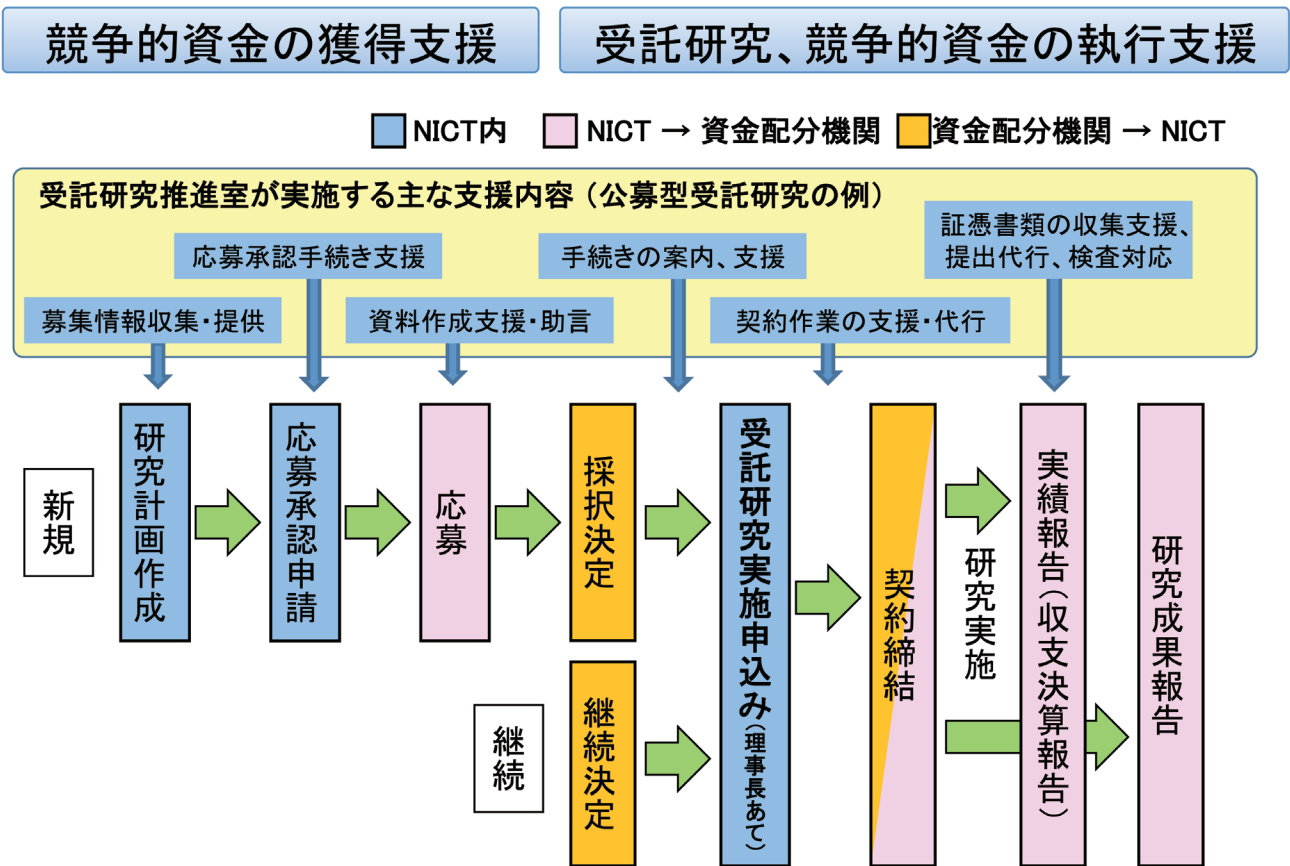 競争的資金の獲得支援
受託研究、競争的資金の執行支援
NICT内
NICT → 資金配分機関
資金配分機関 → NICT
受託研究推進室が実施する主な支援内容（公募型受託研究の例）
応募承認手続き支援
手続きの案内、支援
証憑書類の収集支援、
提出代行、検査対応
募集情報収集・提供
資料作成支援・助言
契約作業の支援・代行
新規
研究計画作成
応募承認申請
応募
採択決定
継続
継続決定
受託研究実施申込み（理事長あて）
契約締結
研究実施
実績報告（収支決算報告）
研究成果報告